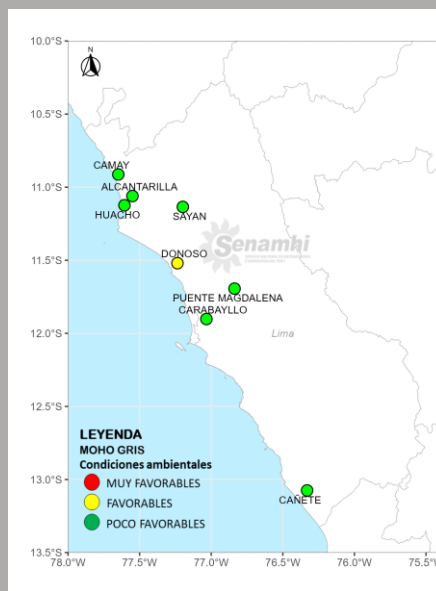 10.0°S
N
10.5°S
CAMAY
11.0°S
ALCANTARILLA
HUACHO
SAYAN
Senamhi
DONOSO
11.5°S
PUENTE MAGDALENA
CARABAYLLO
12.0°S
Lima
12.5°S
LEYENDA
MOHO GRIS
Condiciones ambientales
MUY FAVORABLES
FAVORABLES
POCO FAVORABLES
13.0°S
CAÑETE
13.5°S
78.0°W 77.5°W 77.0°W 76.5°W 76.0°W 75.5°W